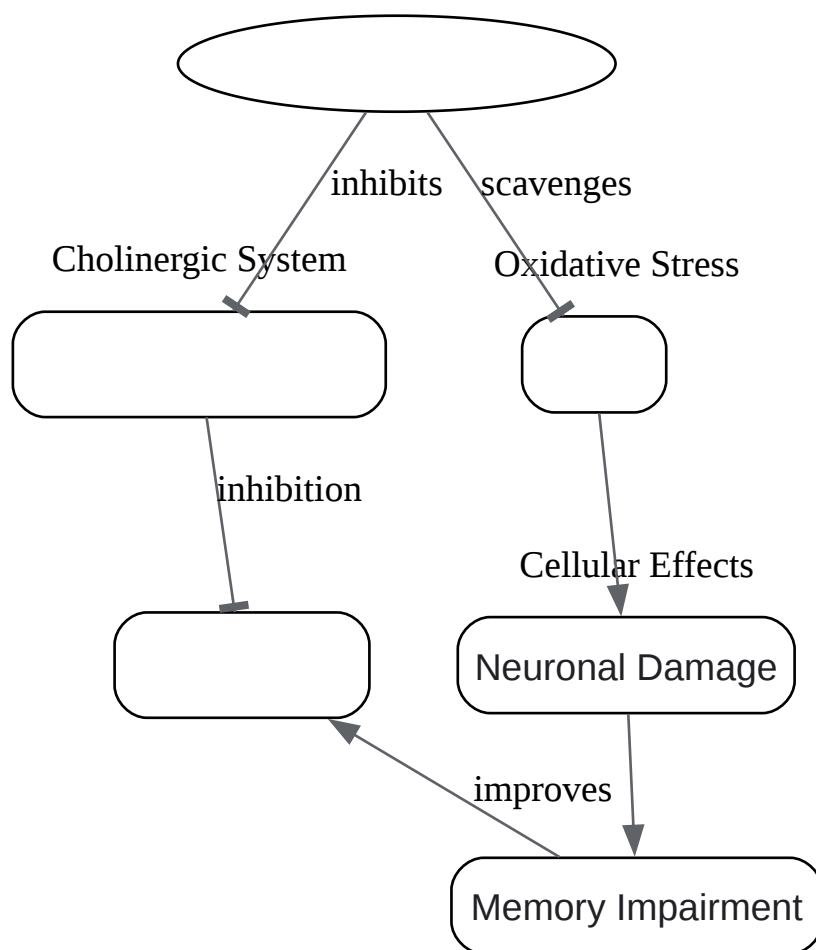 inhibits
scavenges
Cholinergic System
Oxidative Stress
inhibition
Cellular Effects
Neuronal Damage
improves
Memory Impairment